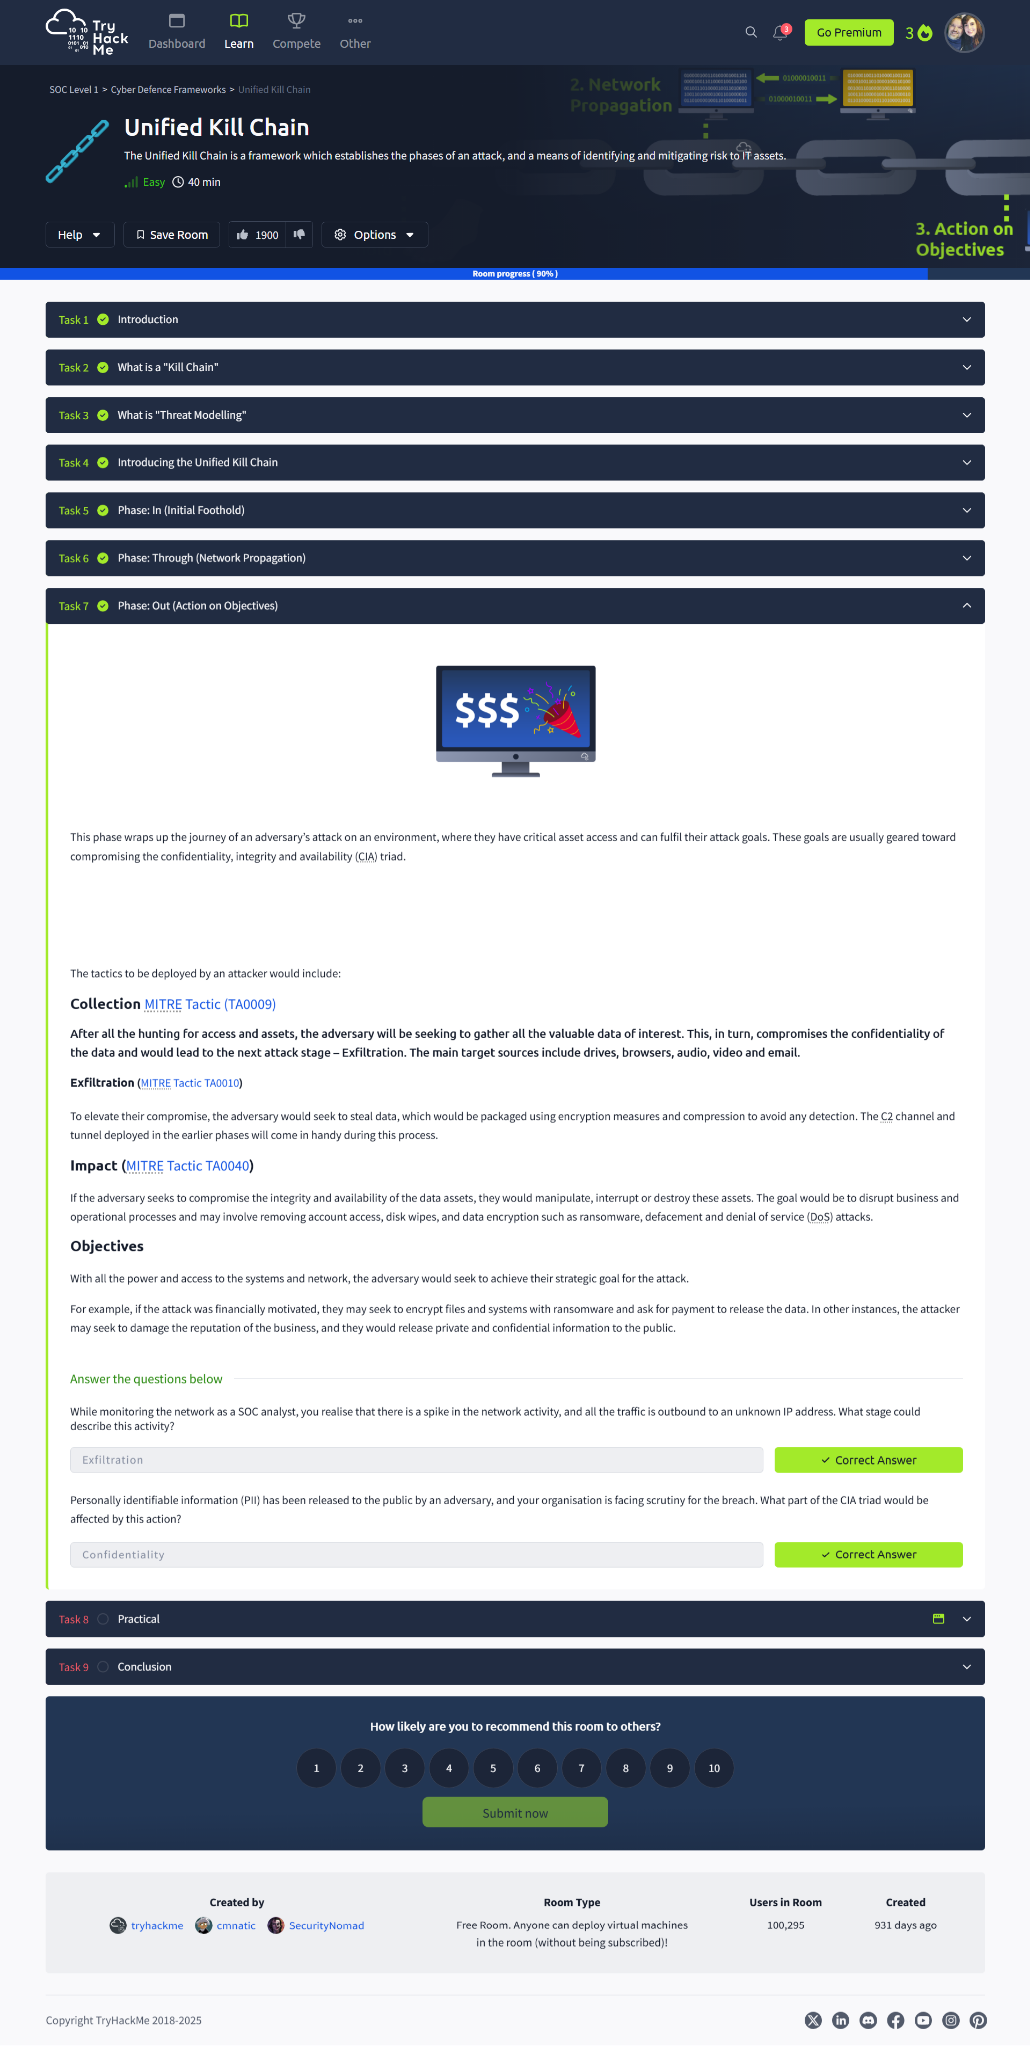 Try
Hack
Me
10 10
1110
0101 01
Dashboard
Learn
Compete
Other
3
Go Premium
3
SOC Level 1 > Cyber Defence Frameworks > Unified Kill Chain
2. Network
Propagation
01000010011
01000010011
Unified Kill Chain
The Unified Kill Chain is a framework which establishes the phases of an attack, and a means of identifying and mitigating risk to IT assets.
Easy 40 min
3. Action on
Objectives
Help
Save Room
1900
Options
Room progress ( 90% )
Task 1 Introduction
Task 2 What is a "Kill Chain"
Task 3 What is "Threat Modelling"
Task 4 Introducing the Unified Kill Chain
Task 5 Phase: In (Initial Foothold)
Task 6 Phase: Through (Network Propagation)
Task 7 Phase: Out (Action on Objectives)
$$$
This phase wraps up the journey of an adversary's attack on an environment, where they have critical asset access and can fulfil their attack goals. These goals are usually geared toward
compromising the confidentiality, integrity and availability (CIA) triad.
The tactics to be deployed by an attacker would include:
Collection MITRE Tactic (TA0009)
After all the hunting for access and assets, the adversary will be seeking to gather all the valuable data of interest. This, in turn, compromises the confidentiality of
the data and would lead to the next attack stage – Exfiltration. The main target sources include drives, browsers, audio, video and email.
Exfiltration (MITRE Tactic TA0010)
To elevate their compromise, the adversary would seek to steal data, which would be packaged using encryption measures and compression to avoid any detection. The C2 channel and
tunnel deployed in the earlier phases will come in handy during this process.
Impact (MITRE Tactic TA0040)
If the adversary seeks to compromise the integrity and availability of the data assets, they would manipulate, interrupt or destroy these assets. The goal would be to disrupt business and
operational processes and may involve removing account access, disk wipes, and data encryption such as ransomware, defacement and denial of service (DoS) attacks.
Objectives
With all the power and access to the systems and network, the adversary would seek to achieve their strategic goal for the attack.
For example, if the attack was financially motivated, they may seek to encrypt files and systems with ransomware and ask for payment to release the data. In other instances, the attacker
may seek to damage the reputation of the business, and they would release private and confidential information to the public.
Answer the questions below
While monitoring the network as a SOC analyst, you realise that there is a spike in the network activity, and all the traffic is outbound to an unknown IP address. What stage could
describe this activity?
Exfiltration
Correct Answer
Personally identifiable information (PII) has been released to the public by an adversary, and your organisation is facing scrutiny for the breach. What part of the CIA triad would be
affected by this action?
Confidentiality
Correct Answer
Task 8 Practical
Task 9 Conclusion
How likely are you to recommend this room to others?
1 2 3 4 5 6 7 8 9 10
Submit now
Created by
tryhackme cmnatic SecurityNomad
Room Type
Free Room. Anyone can deploy virtual machines
in the room (without being subscribed)!
Users in Room
100,295
Created
931 days ago
Copyright TryHackMe 2018-2025